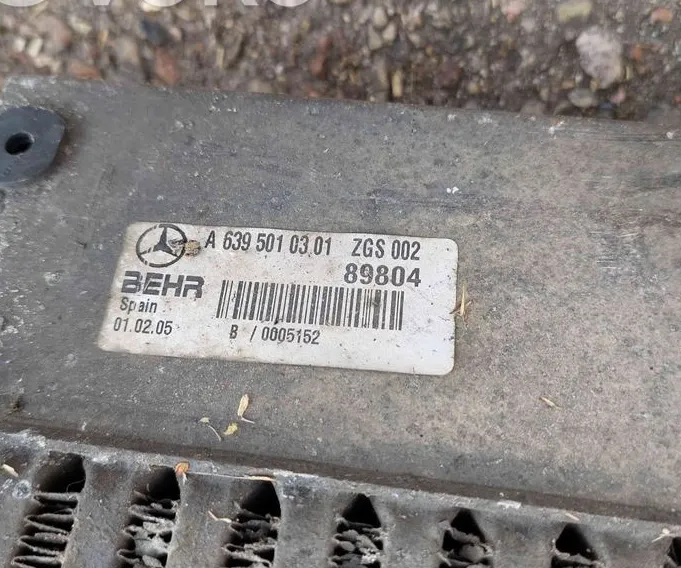 A 639 501 03 01 ZGS 002
89804
BEHR
Spain
01.02.05
B / 0005152